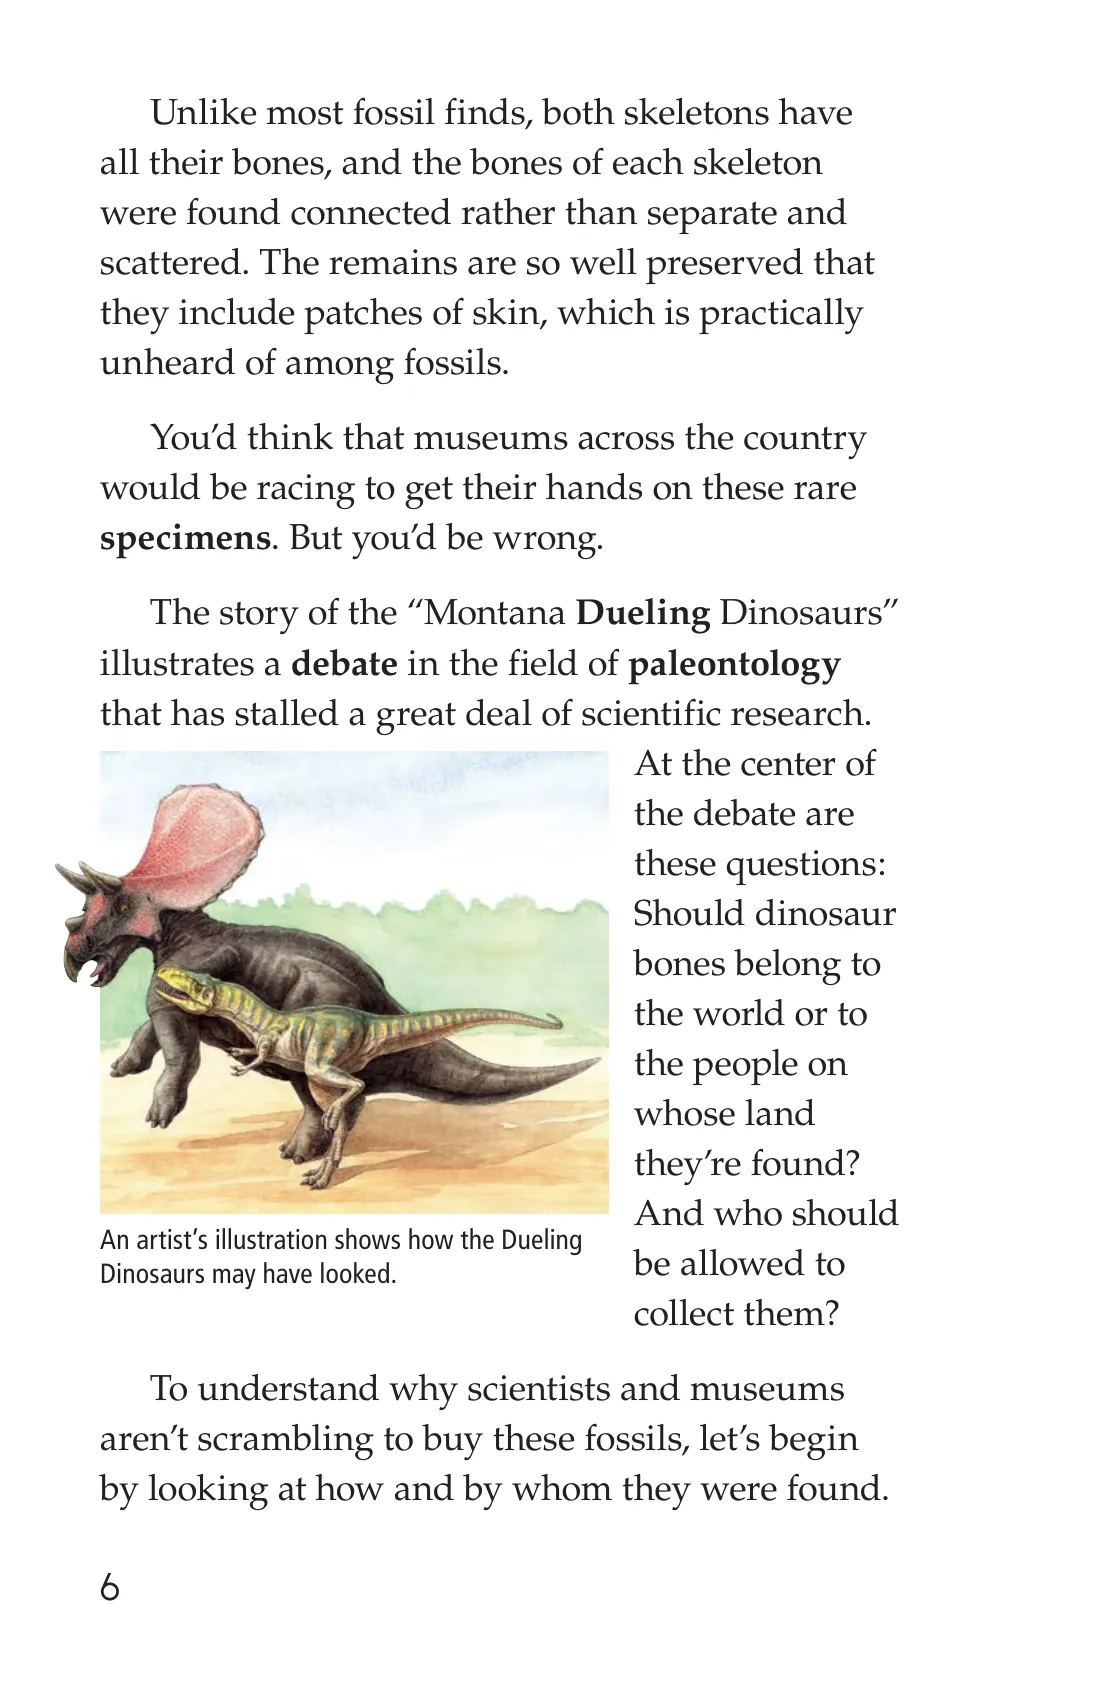 Unlike most fossil finds, both skeletons have
all their bones, and the bones of each skeleton
were found connected rather than separate and
scattered. The remains are so well preserved that
they include patches of skin, which is practically
unheard of among fossils.
You’d think that museums across the country
would be racing to get their hands on these rare
specimens. But you’d be wrong.
The story of the “Montana Dueling Dinosaurs”
illustrates a debate in the field of paleontology
that has stalled a great deal of scientific research.
At the center of
the debate are
these questions:
Should dinosaur
bones belong to
the world or to
the people on
whose land
they’re found?
And who should
be allowed to
collect them?
An artist’s illustration shows how the Dueling
Dinosaurs may have looked.
To understand why scientists and museums
aren’t scrambling to buy these fossils, let’s begin
by looking at how and by whom they were found.
6